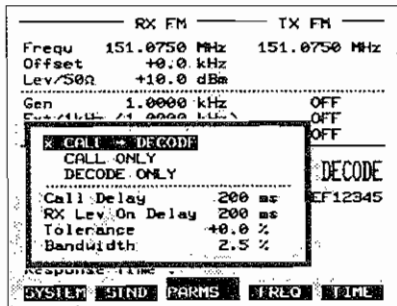 RX FM TX FM
Frequ 151.0750 MHz 151.0750 MHz
Offset +0.0 kHz
Lev/50Ω +10.0 dBm
Gen 1.0000 kHz OFF
OFF
OFF
x CALL → DECODE
CALL ONLY
DECODE ONLY
DECODE
Call Delay 200 ms
EF12345
RX Lev On Delay 200 ms
Tolerance +0.0 %
Bandwidth 2.5 %
Response Time
SYSTEM STND PARMS FREQ TIME